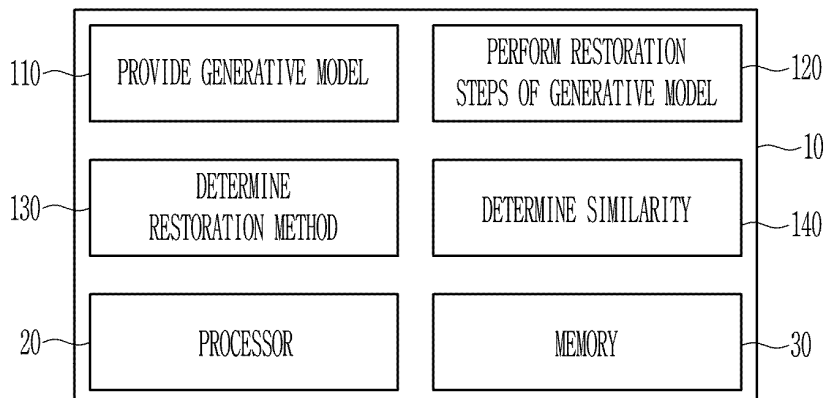 110
PROVIDE GENERATIVE MODEL
PERFORM RESTORATION
STEPS OF GENERATIVE MODEL
120
10
130
DETERMINE
RESTORATION METHOD
DETERMINE SIMILARITY
140
20
PROCESSOR
MEMORY
30